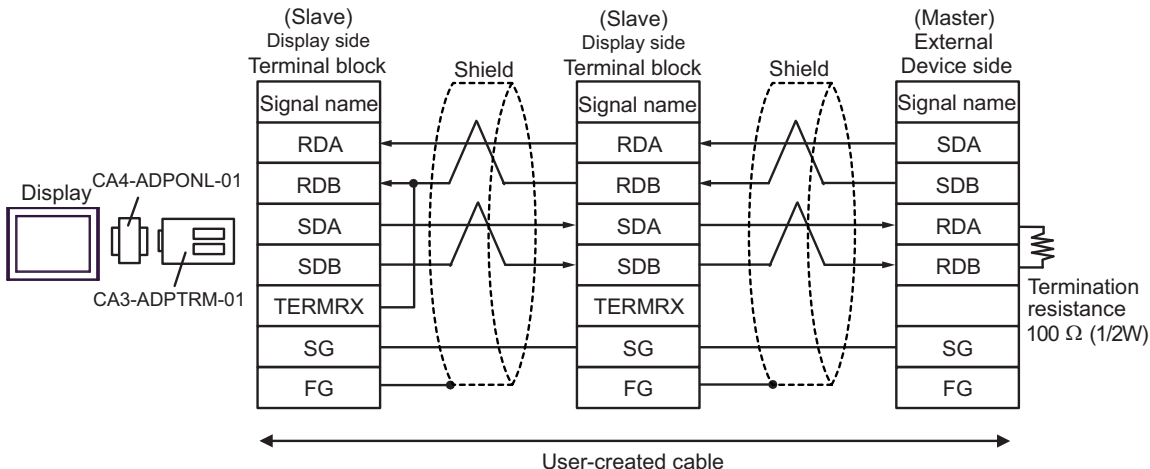 (Slave)
Display side
Terminal block
Signal name
RDA
RDB
SDA
SDB
TERMRX
SG
FG
Shield
(Slave)
Display side
Terminal block
Signal name
RDA
RDB
SDA
SDB
TERMRX
SG
FG
Shield
(Master)
External
Device side
Signal name
SDA
SDB
RDA
RDB
SG
FG
Display
CA4-ADPONL-01
CA3-ADPTRM-01
Termination
resistance
100 Ω (1/2W)
User-created cable